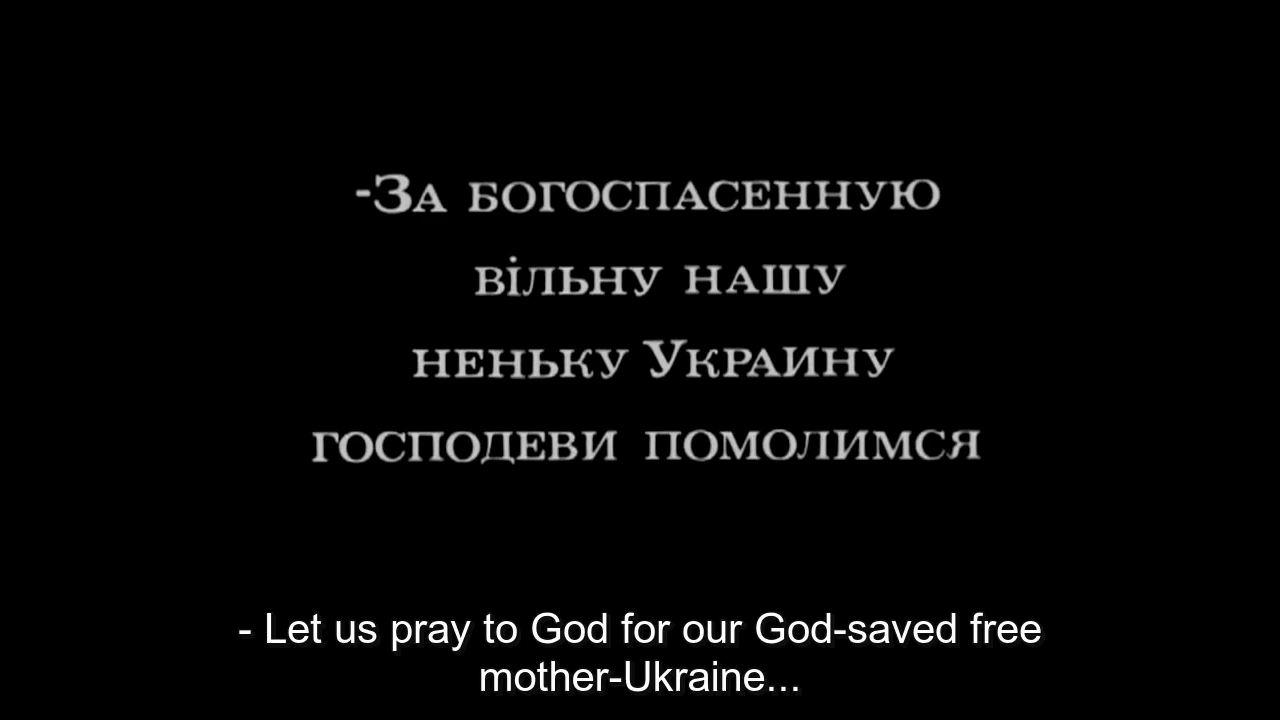 -За богоспасенную
вільну нашу
неньку Украину
господеви помолимся
- Let us pray to God for our God-saved free
mother-Ukraine...